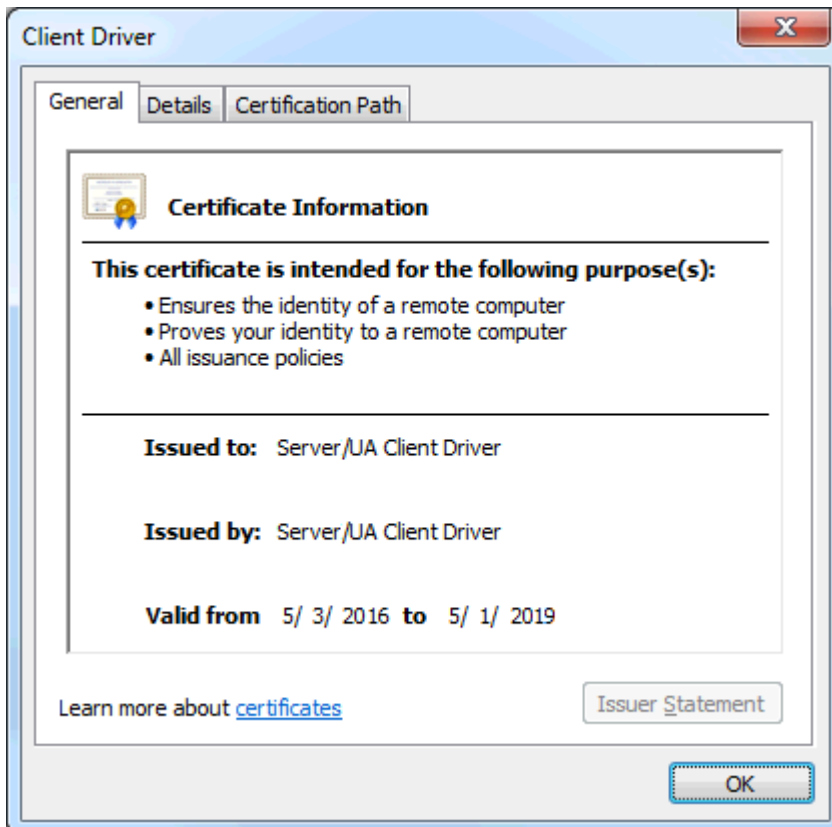 Client Driver
General Details Certification Path
Certificate Information
This certificate is intended for the following purpose(s):
• Ensures the identity of a remote computer
• Proves your identity to a remote computer
• All issuance policies
Issued to: Server/UA Client Driver
Issued by: Server/UA Client Driver
Valid from 5/ 3/ 2016 to 5/ 1/ 2019
Learn more about certificates
Issuer Statement
OK